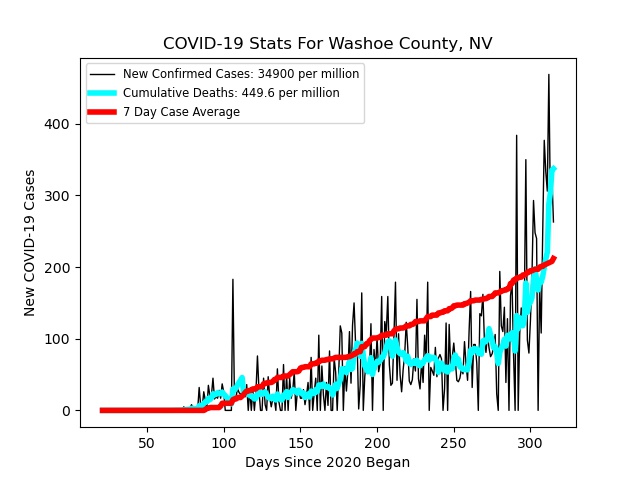 COVID-19 Stats For Washoe County, NV
New Confirmed Cases: 34900 per million
Cumulative Deaths: 449.6 per million
7 Day Case Average
New COVID-19 Cases
400
300
200
100
0
50 100 150 200 250 300
Days Since 2020 Began